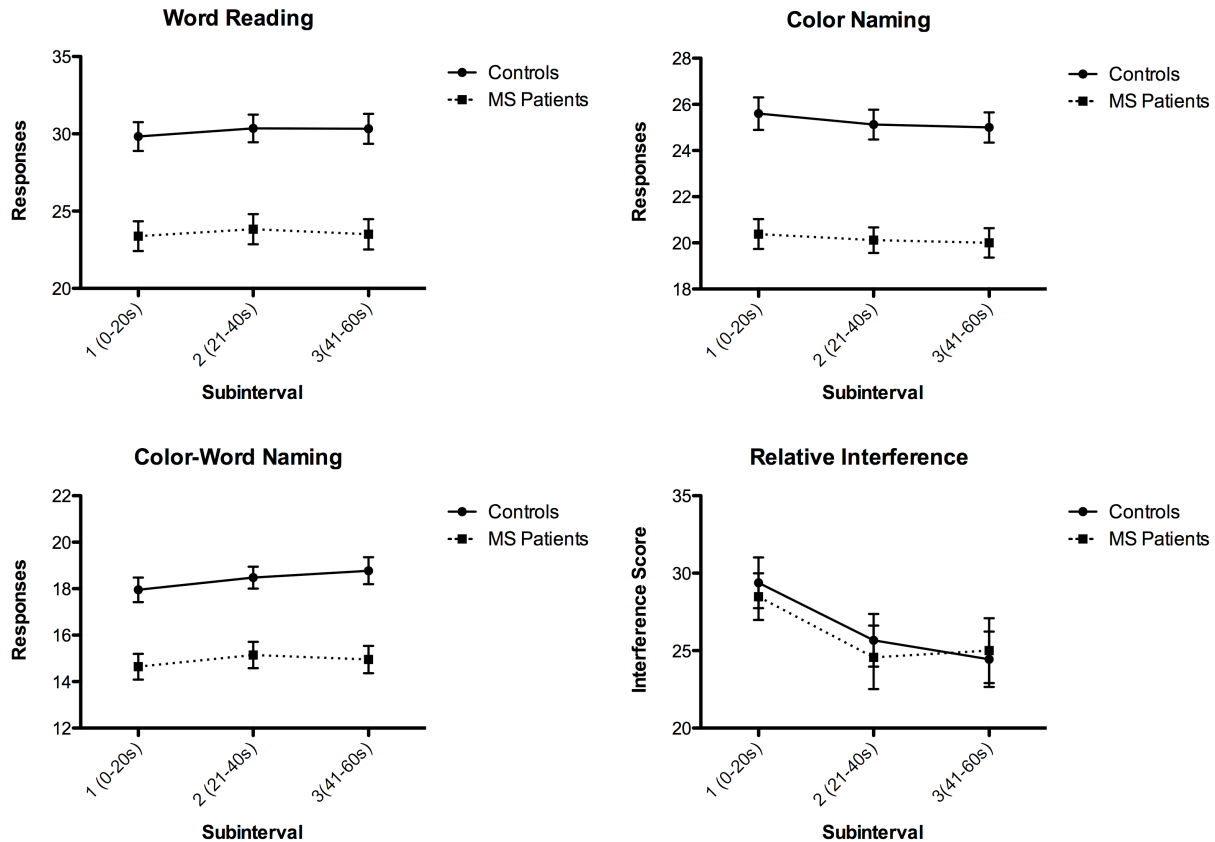 Word Reading
35
30
25
20
Responses
1 (0-20s)
2 (21-40s)
3(41-60s)
Subinterval
Controls
MS Patients
Color Naming
28
26
24
22
20
18
Responses
1 (0-20s)
2 (21-40s)
3(41-60s)
Subinterval
Controls
MS Patients
Color-Word Naming
22
20
18
16
14
12
Responses
1 (0-20s)
2 (21-40s)
3(41-60s)
Subinterval
Controls
MS Patients
Relative Interference
35
30
25
20
Interference Score
1 (0-20s)
2 (21-40s)
3(41-60s)
Subinterval
Controls
MS Patients